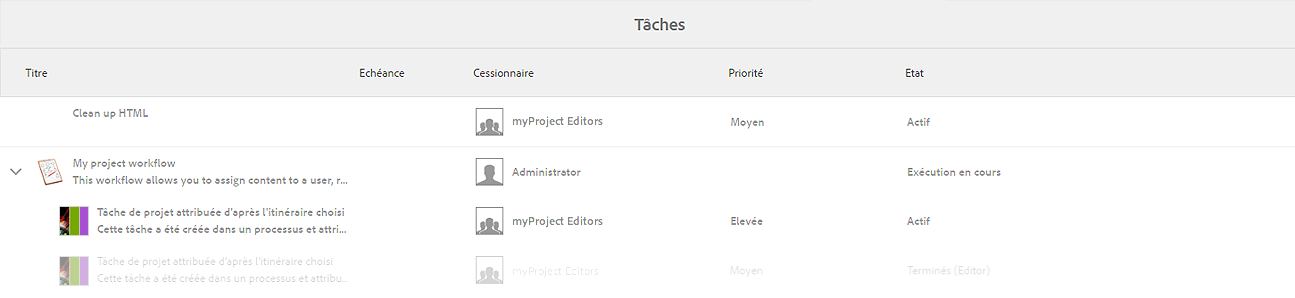 Tâches
Titre Echéance Cessionnaire Priorité Etat
Clean up HTML
myProject Editors Moyen Actif
My project workflow
This workflow allows you to assign content to a user, r...
Administrator Exécution en cours
Tâche de projet attribuée d'après l'itinéraire choisi
Cette tâche a été créée dans un processus et attri...
myProject Editors Elevée Actif
Tâche de projet attribuée d'après l'itinéraire choisi
Cette tâche a été créée dans un processus et attribu...
myProject Editors Moyen Terminés (Editor)